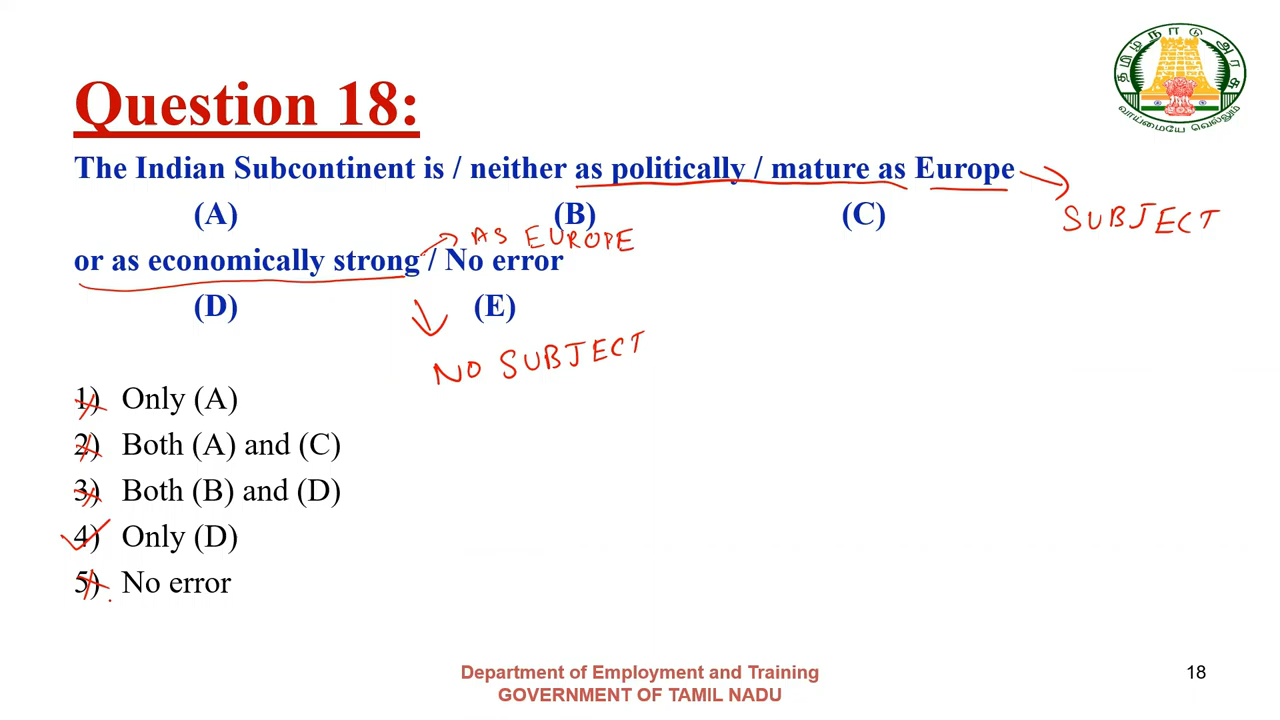 தமிழ்நாடு அரசு
வாய்மையே வெல்லும்
Question 18:
The Indian Subcontinent is / neither as politically / mature as Europe
(A) (B) (C)
SUBJECT
AS EUROPE
or as economically strong / No error
(D) (E)
NO SUBJECT
1) Only (A)
2) Both (A) and (C)
3) Both (B) and (D)
4) Only (D)
5) No error
Department of Employment and Training
GOVERNMENT OF TAMIL NADU
18